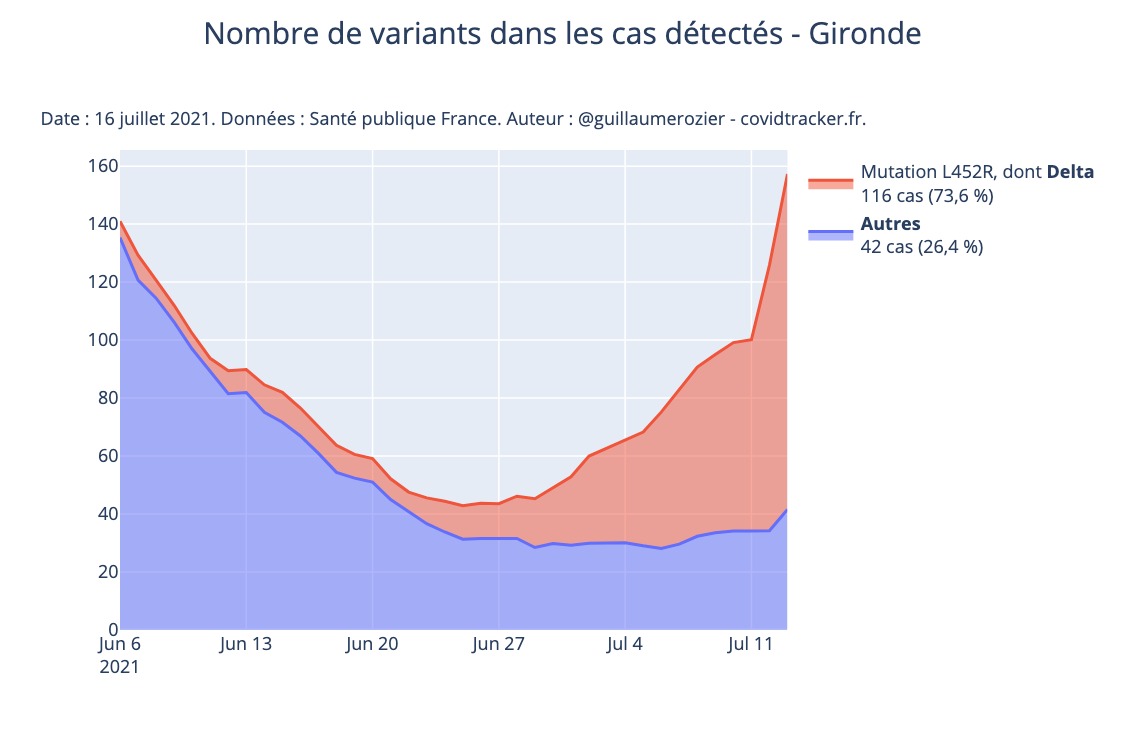 Nombre de variants dans les cas détectés - Gironde
Date : 16 juillet 2021. Données : Santé publique France. Auteur : @guillaumerozier - covidtracker.fr.
160
140
120
100
80
60
40
20
0
Jun 6
2021
Jun 13
Jun 20
Jun 27
Jul 4
Jul 11
Mutation L452R, dont Delta
116 cas (73,6 %)
Autres
42 cas (26,4 %)